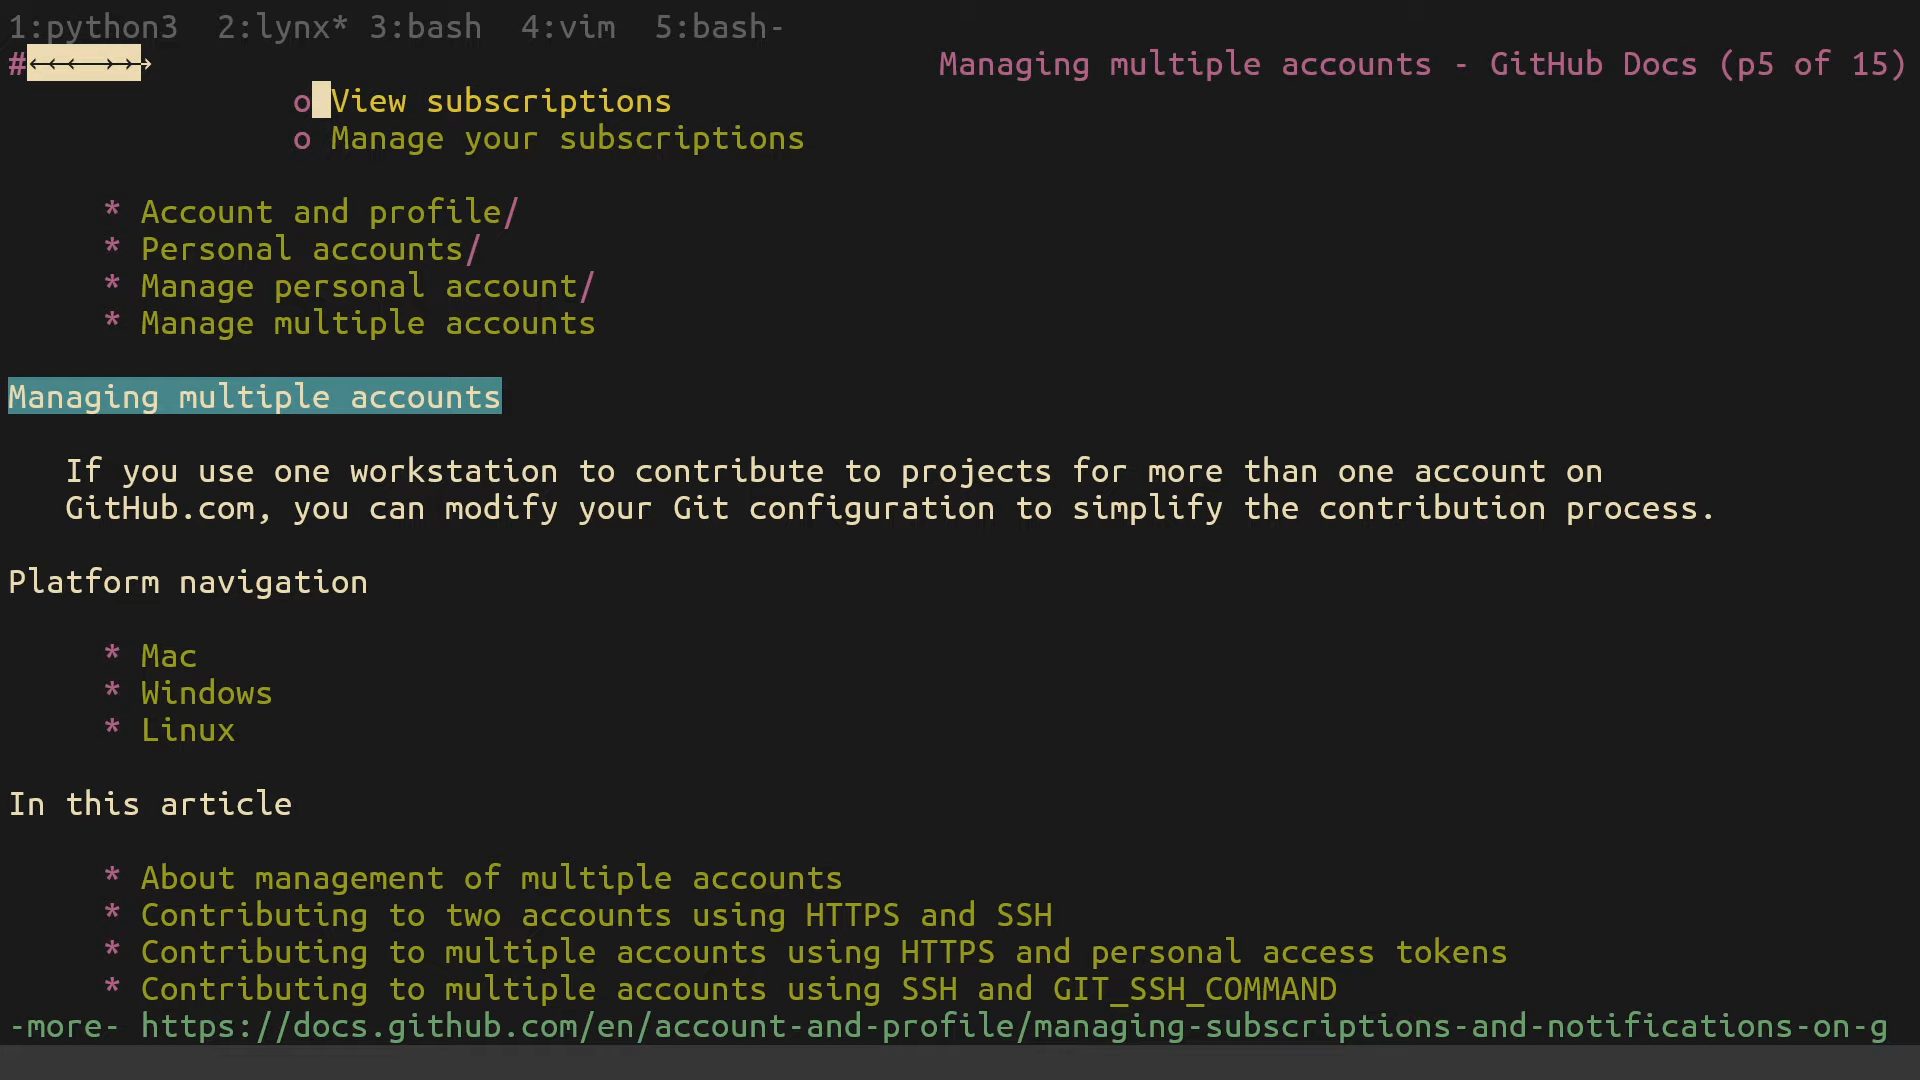 1:python3  2:lynx* 3:bash  4:vim  5:bash-
#←←← →→→ Managing multiple accounts - GitHub Docs (p5 of 15)
o View subscriptions
o Manage your subscriptions
* Account and profile/
* Personal accounts/
* Manage personal account/
* Manage multiple accounts
Managing multiple accounts
If you use one workstation to contribute to projects for more than one account on
GitHub.com, you can modify your Git configuration to simplify the contribution process.
Platform navigation
* Mac
* Windows
* Linux
In this article
* About management of multiple accounts
* Contributing to two accounts using HTTPS and SSH
* Contributing to multiple accounts using HTTPS and personal access tokens
* Contributing to multiple accounts using SSH and GIT_SSH_COMMAND
-more- https://docs.github.com/en/account-and-profile/managing-subscriptions-and-notifications-on-g